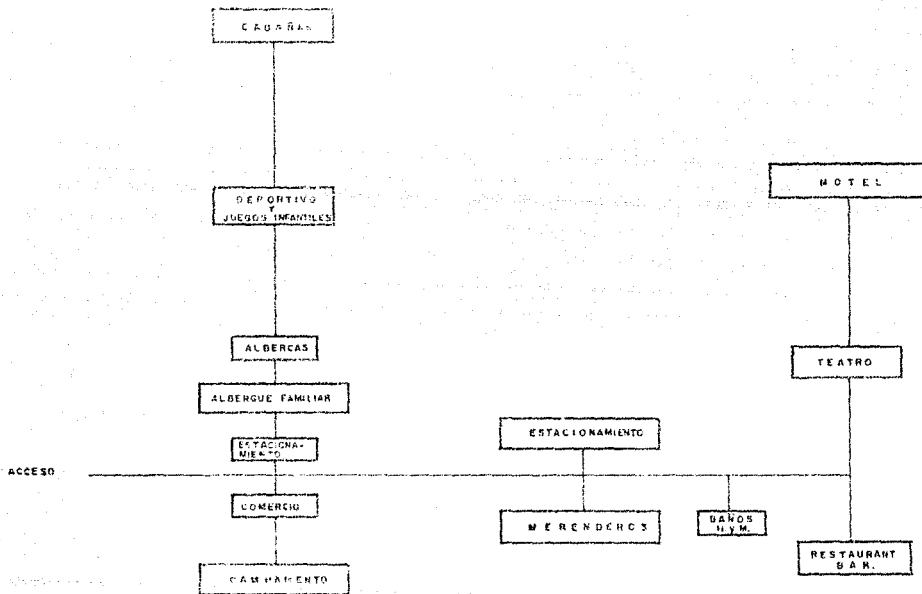 CABAÑAS
MOTEL
DEPORTIVO
Y
JUEGOS INFANTILES
ALBERCAS
TEATRO
ALBERGUE FAMILIAR
ESTACIONAMIENTO
ESTACIONA-
MIENTO
ACCESO
COMERCIO
MERENDEROS
BAÑOS
H. y M.
RESTAURANT
BAR.
CAMPAMENTO